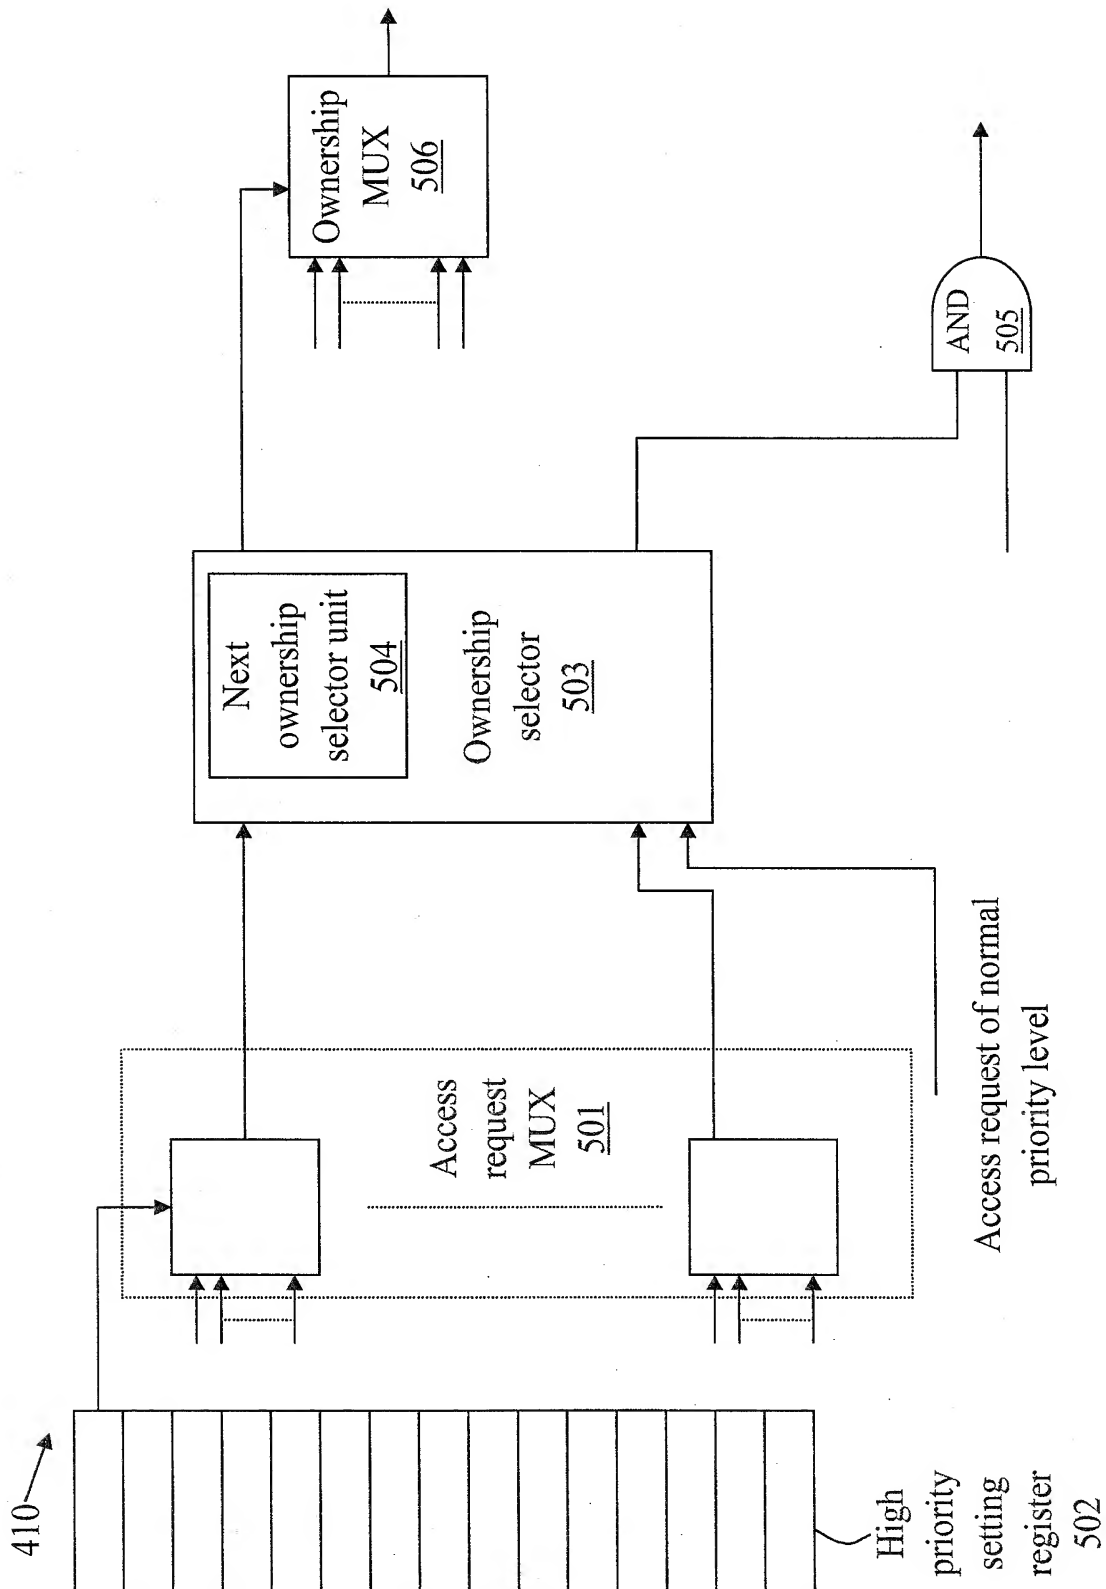 410
High
priority
setting
register
502
Access
request
MUX
501
Access request of normal
priority level
Next
ownership
selector unit
504
Ownership
selector
503
Ownership
MUX
506
AND
505